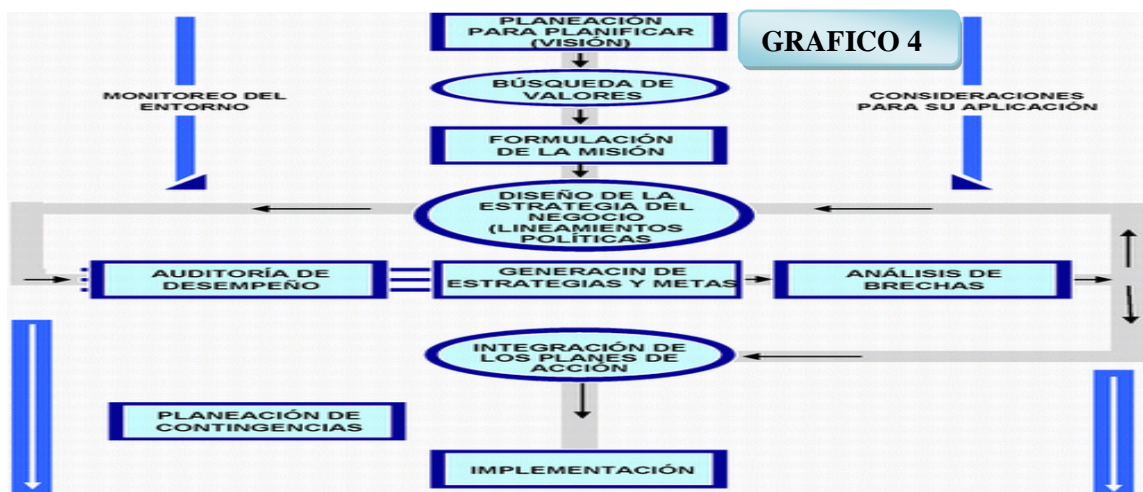 PLANEACIÓN
PARA PLANIFICAR
(VISIÓN)
GRAFICO 4
BÚSQUEDA DE
VALORES
MONITOREO DEL
ENTORNO
CONSIDERACIONES
PARA SU APLICACIÓN
FORMULACIÓN
DE LA MISIÓN
DISEÑO DE LA
ESTRATEGIA DEL
NEGOCIO
(LINEAMIENTOS
POLÍTICAS
AUDITORÍA DE
DESEMPEÑO
GENERACIN DE
ESTRATEGIAS Y METAS
ANÁLISIS DE
BRECHAS
INTEGRACIÓN DE
LOS PLANES DE
ACCIÓN
PLANEACIÓN DE
CONTINGENCIAS
IMPLEMENTACIÓN